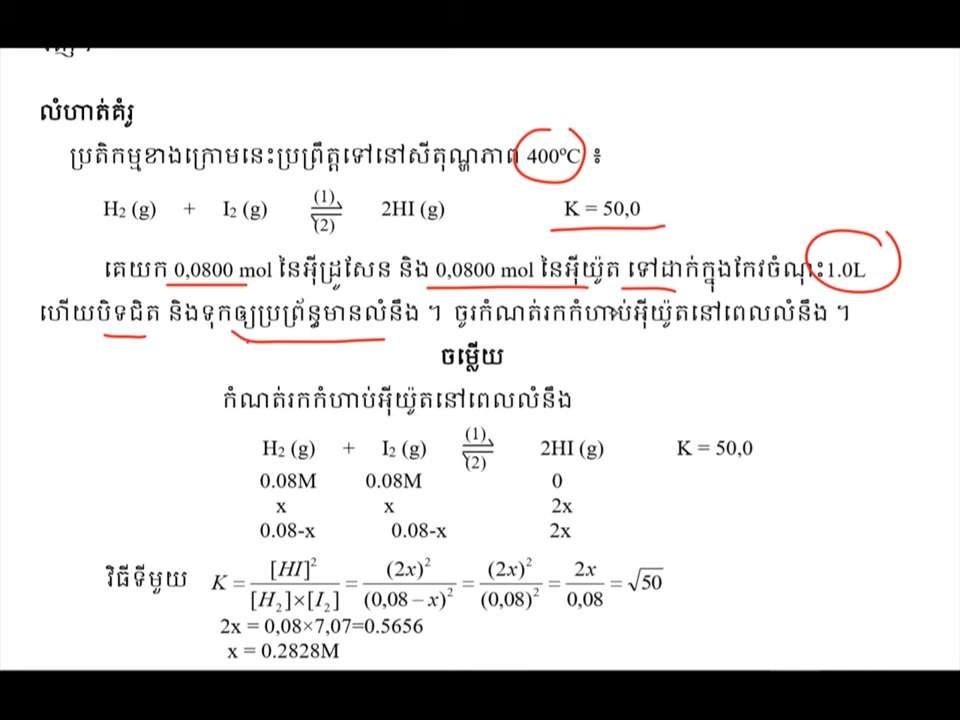 លំហាត់គំរូ
ប្រតិកម្មខាងក្រោមនេះប្រព្រឹត្តទៅនៅសីតុណ្ហភាព 400ºC ៖
H₂ (g) + I₂ (g) (1) (2) 2HI (g) K = 50,0
គេយក 0,0800 mol នៃអ៊ីដ្រូសែន និង 0,0800 mol នៃអ៊ីយ៉ូត ទៅដាក់ក្នុងកែវចំណុះ1.0L
ហើយបិទជិត និងទុកឲ្យប្រព្រ័ន្ធមានលំនឹង ។ ចូរកំណត់រកកំហាប់អ៊ីយ៉ូតនៅពេលលំនឹង ។
ចម្លើយ
កំណត់រកកំហាប់អ៊ីយ៉ូតនៅពេលលំនឹង
H₂ (g) + I₂ (g) (1) (2) 2HI (g) K = 50,0
0.08M 0.08M 0
x x 2x
0.08-x 0.08-x 2x
វិធីទីមួយ K = [HI]² / [H₂]×[I₂] = (2x)² / (0,08 − x)² = (2x)² / (0,08)² = 2x / 0,08 = √50
2x = 0,08×7,07=0.5656
x = 0.2828M